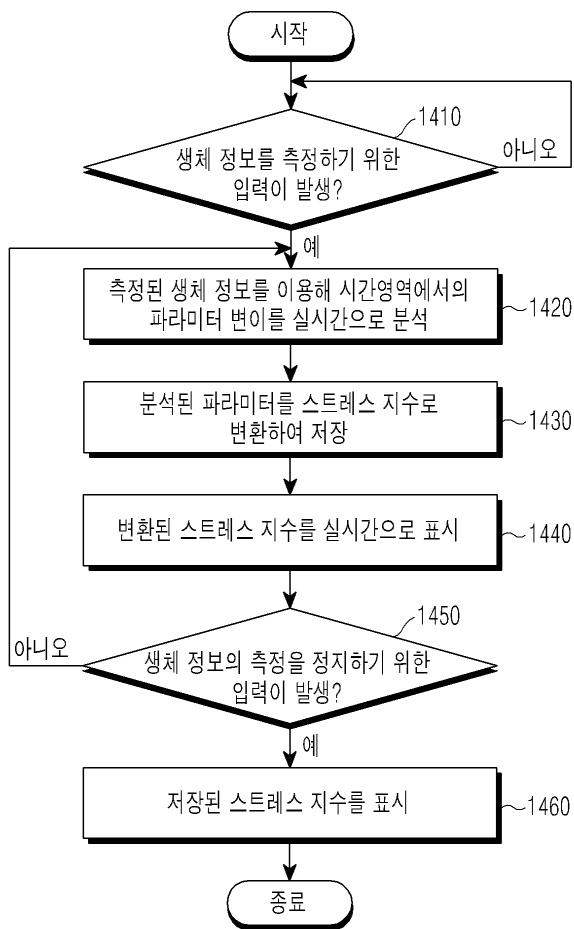 시작
1410
생체 정보를 측정하기 위한
입력이 발생?
아니오
예
측정된 생체 정보를 이용해 시간영역에서의
파라미터 변이를 실시간으로 분석
1420
분석된 파라미터를 스트레스 지수로
변환하여 저장
1430
변환된 스트레스 지수를 실시간으로 표시
1440
1450
아니오
생체 정보의 측정을 정지하기 위한
입력이 발생?
예
저장된 스트레스 지수를 표시
1460
종료